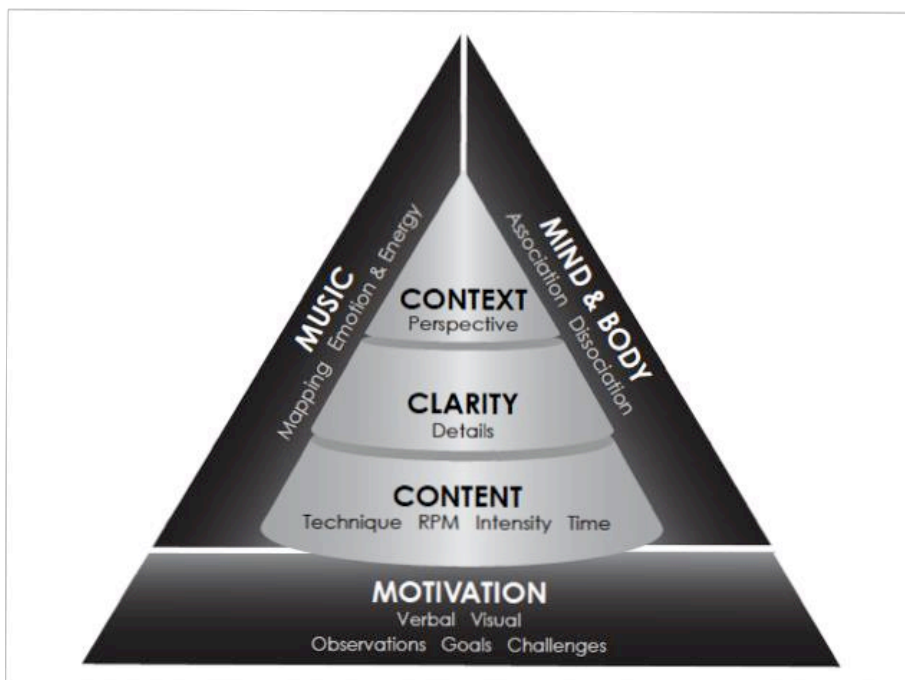 MUSIC
Mapping Emotion & Energy
MIND & BODY
Association Dissociation
CONTEXT
Perspective
CLARITY
Details
CONTENT
Technique RPM Intensity Time
MOTIVATION
Verbal Visual
Observations Goals Challenges